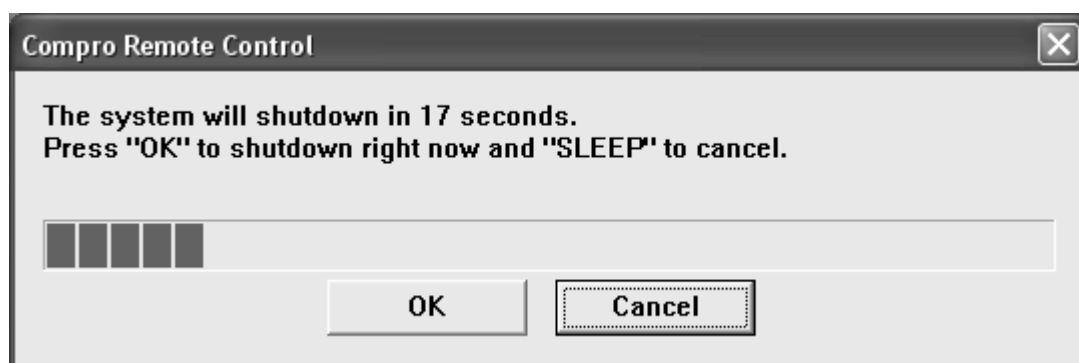 Compro Remote Control
The system will shutdown in 17 seconds.
Press "OK" to shutdown right now and "SLEEP" to cancel.
OK
Cancel